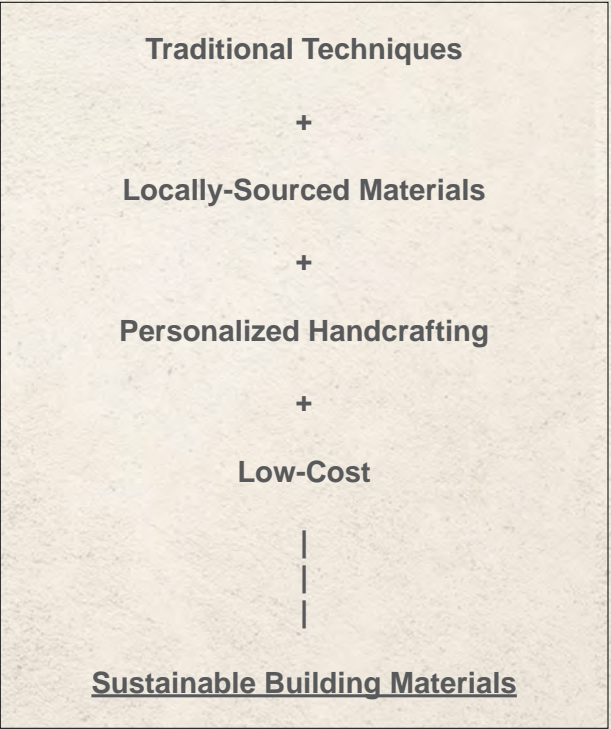 Traditional Techniques
+
Locally-Sourced Materials
+
Personalized Handcrafting
+
Low-Cost
|
|
|
Sustainable Building Materials